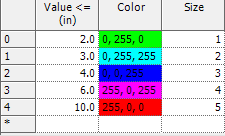 Value <= (in) Color Size
0 2.0 0, 255, 0 1
1 3.0 0, 255, 255 2
2 4.0 0, 0, 255 3
3 6.0 255, 0, 255 4
4 10.0 255, 0, 0 5
*